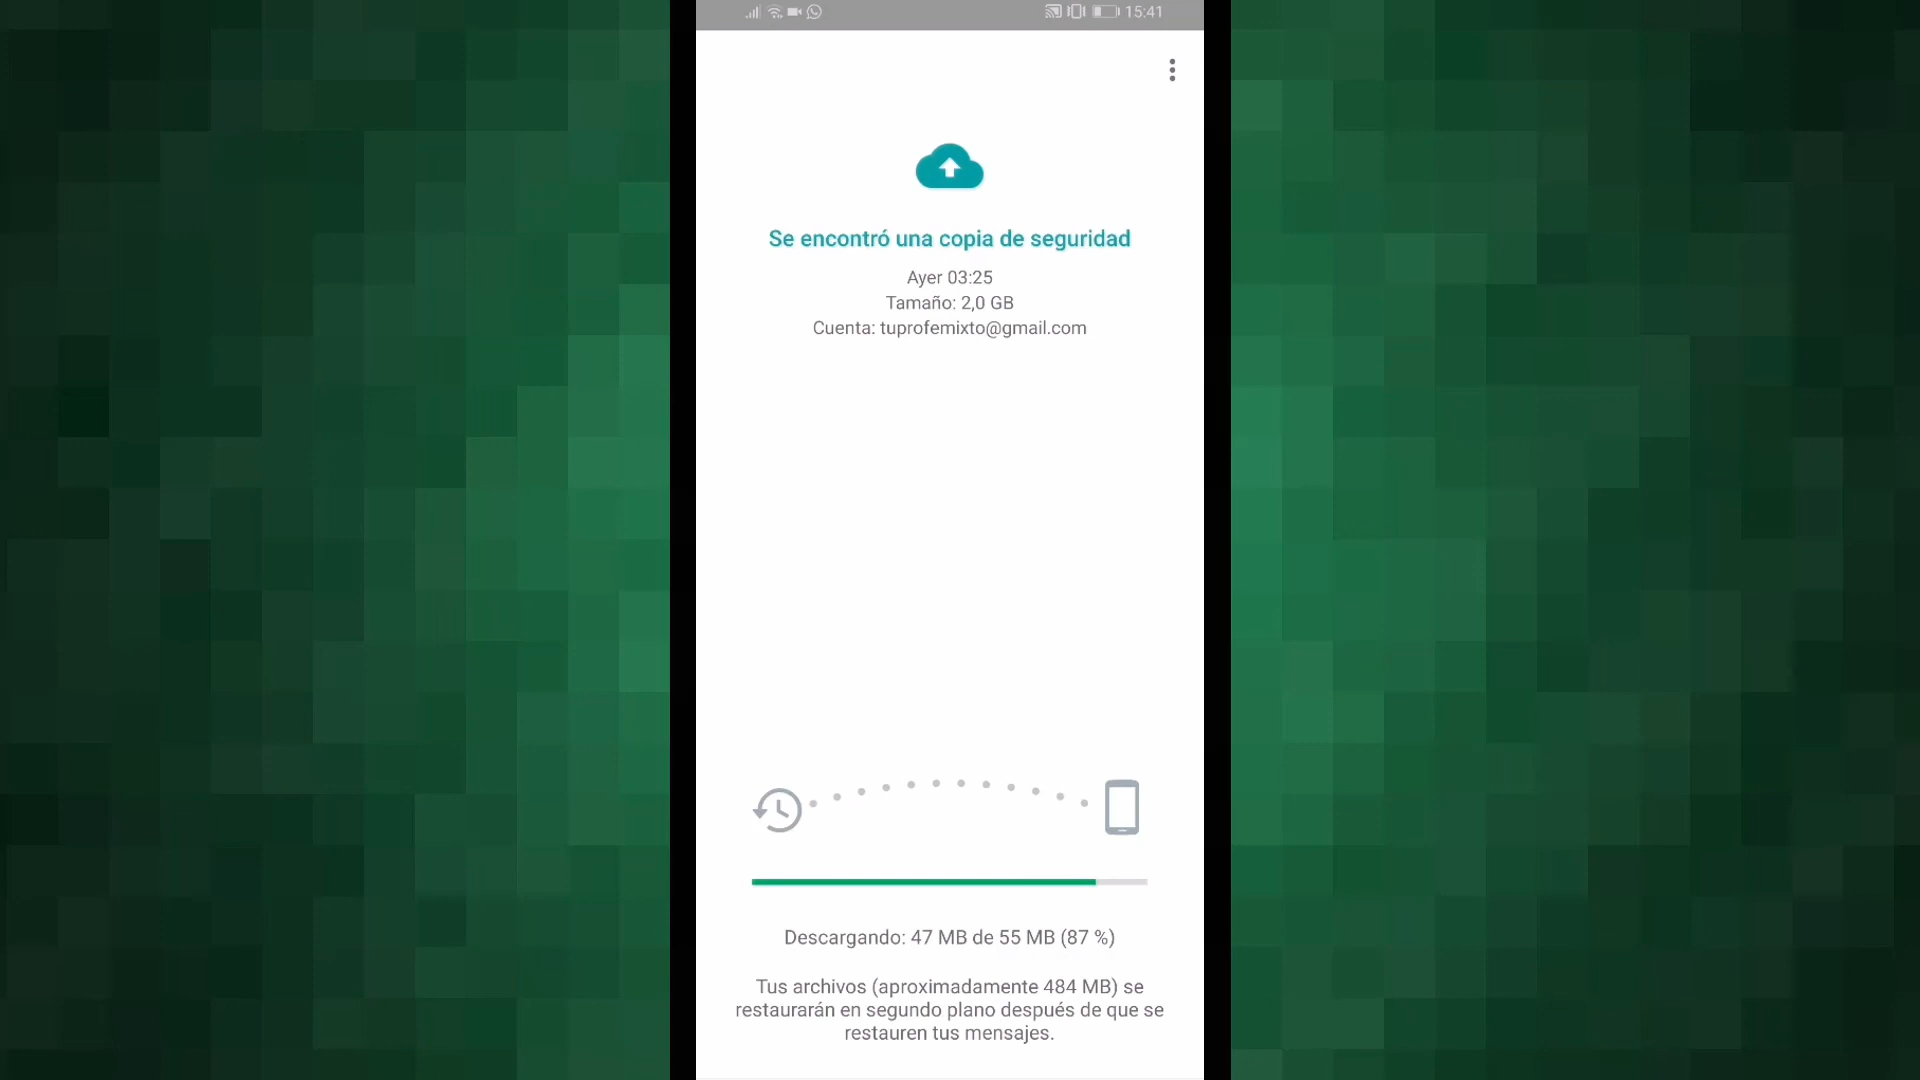 15:41
Se encontró una copia de seguridad
Ayer 03:25
Tamaño: 2,0 GB
Cuenta: tuprofemixto@gmail.com
Descargando: 47 MB de 55 MB (87 %)
Tus archivos (aproximadamente 484 MB) se
restaurarán en segundo plano después de que se
restauren tus mensajes.